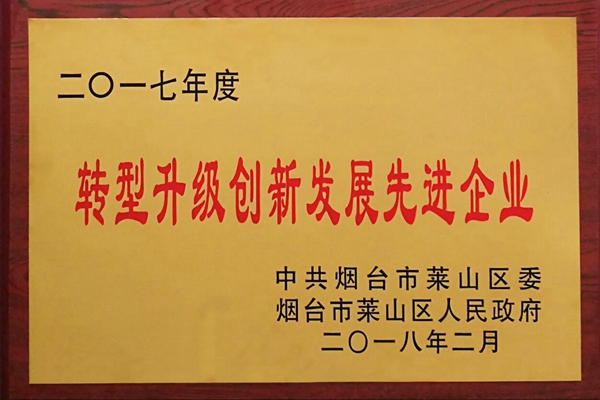 二〇一七年度
转型升级创新发展先进企业
中共烟台市莱山区委
烟台市莱山区人民政府
二〇一八年二月